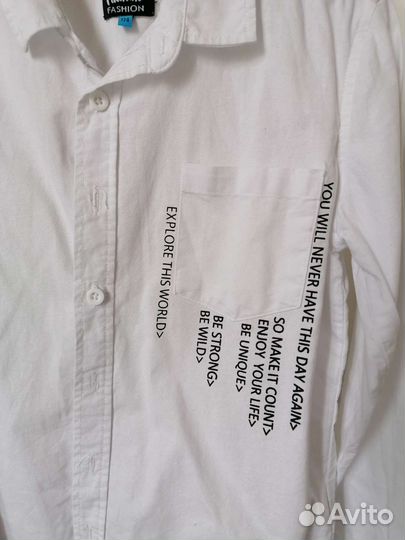 FASHION
YOU WILL NEVER HAVE THIS DAY AGAIN>
SO MAKE IT COUNT>
ENJOY YOUR LIFE>
BE UNIQUE>
BE STRONG>
BE WILD>
EXPLORE THIS WORLD>
Avito